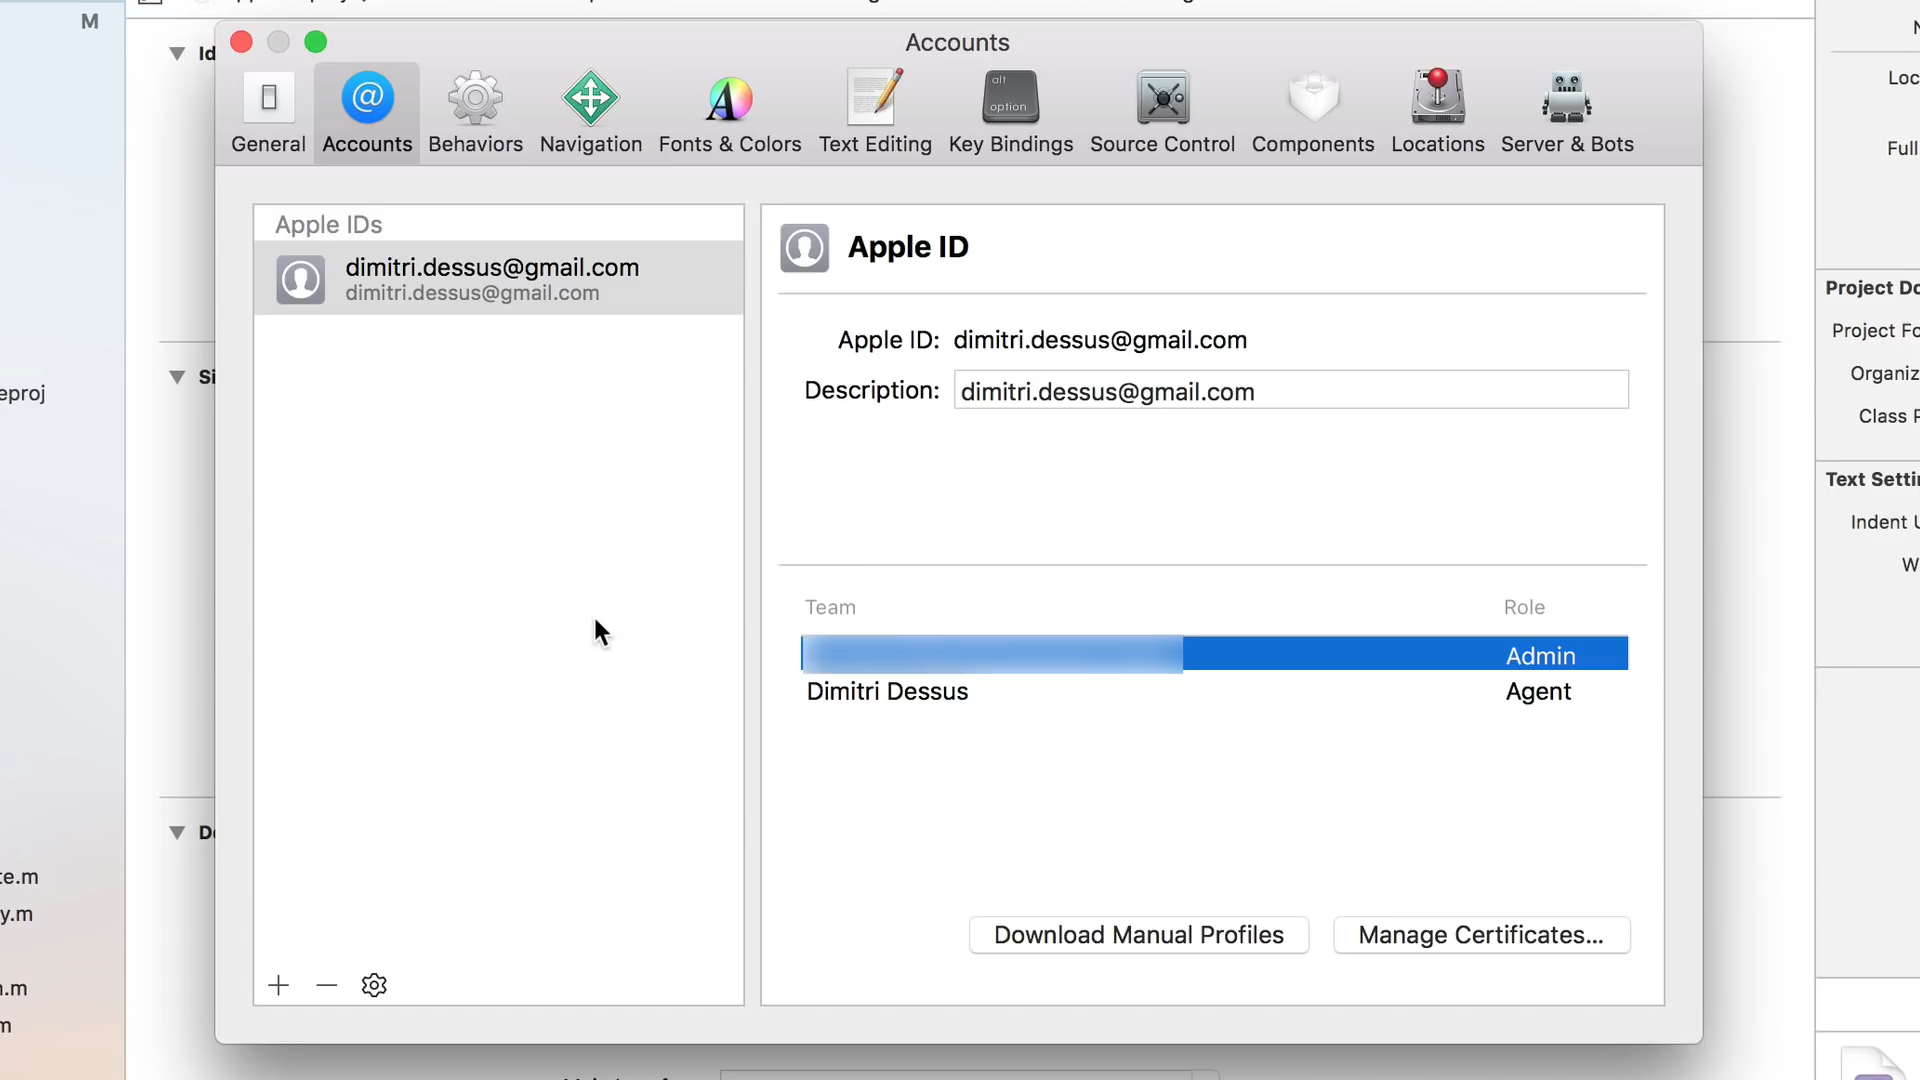 M
Accounts
General
Accounts
Behaviors
Navigation
Fonts & Colors
Text Editing
alt
option
Key Bindings
Source Control
Components
Locations
Server & Bots
Apple IDs
dimitri.dessus@gmail.com
dimitri.dessus@gmail.com
Apple ID
Apple ID: dimitri.dessus@gmail.com
Description: dimitri.dessus@gmail.com
Team Role
Admin
Dimitri Dessus Agent
Download Manual Profiles
Manage Certificates...
Id
Si
De
eproj
te.m
y.m
n.m
m
Loc
Full
Project Do
Project Fo
Organiz
Class P
Text Settin
Indent U
W